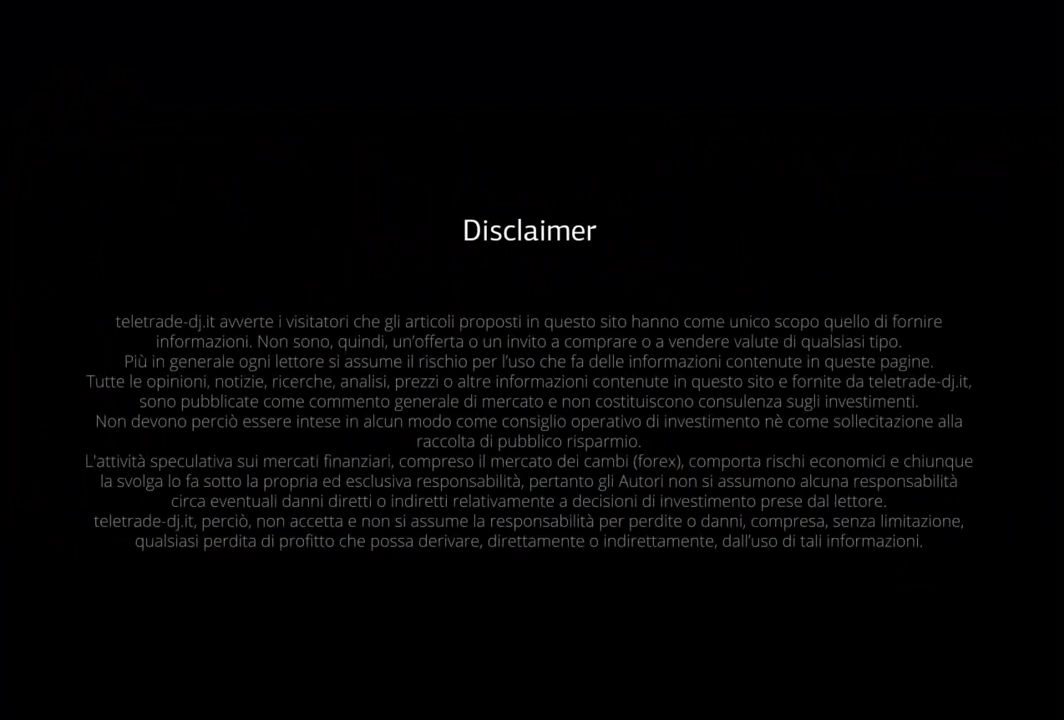 Disclaimer
teletrade-dj.it avverte i visitatori che gli articoli proposti in questo sito hanno come unico scopo quello di fornire
informazioni. Non sono, quindi, un’offerta o un invito a comprare o a vendere valute di qualsiasi tipo.
Più in generale ogni lettore si assume il rischio per l’uso che fa delle informazioni contenute in queste pagine.
Tutte le opinioni, notizie, ricerche, analisi, prezzi o altre informazioni contenute in questo sito e fornite da teletrade-dj.it,
sono pubblicate come commento generale di mercato e non costituiscono consulenza sugli investimenti.
Non devono perciò essere intese in alcun modo come consiglio operativo di investimento nè come sollecitazione alla
raccolta di pubblico risparmio.
L'attività speculativa sui mercati finanziari, compreso il mercato dei cambi (forex), comporta rischi economici e chiunque
la svolga lo fa sotto la propria ed esclusiva responsabilità, pertanto gli Autori non si assumono alcuna responsabilità
circa eventuali danni diretti o indiretti relativamente a decisioni di investimento prese dal lettore.
teletrade-dj.it, perciò, non accetta e non si assume la responsabilità per perdite o danni, compresa, senza limitazione,
qualsiasi perdita di profitto che possa derivare, direttamente o indirettamente, dall’uso di tali informazioni.